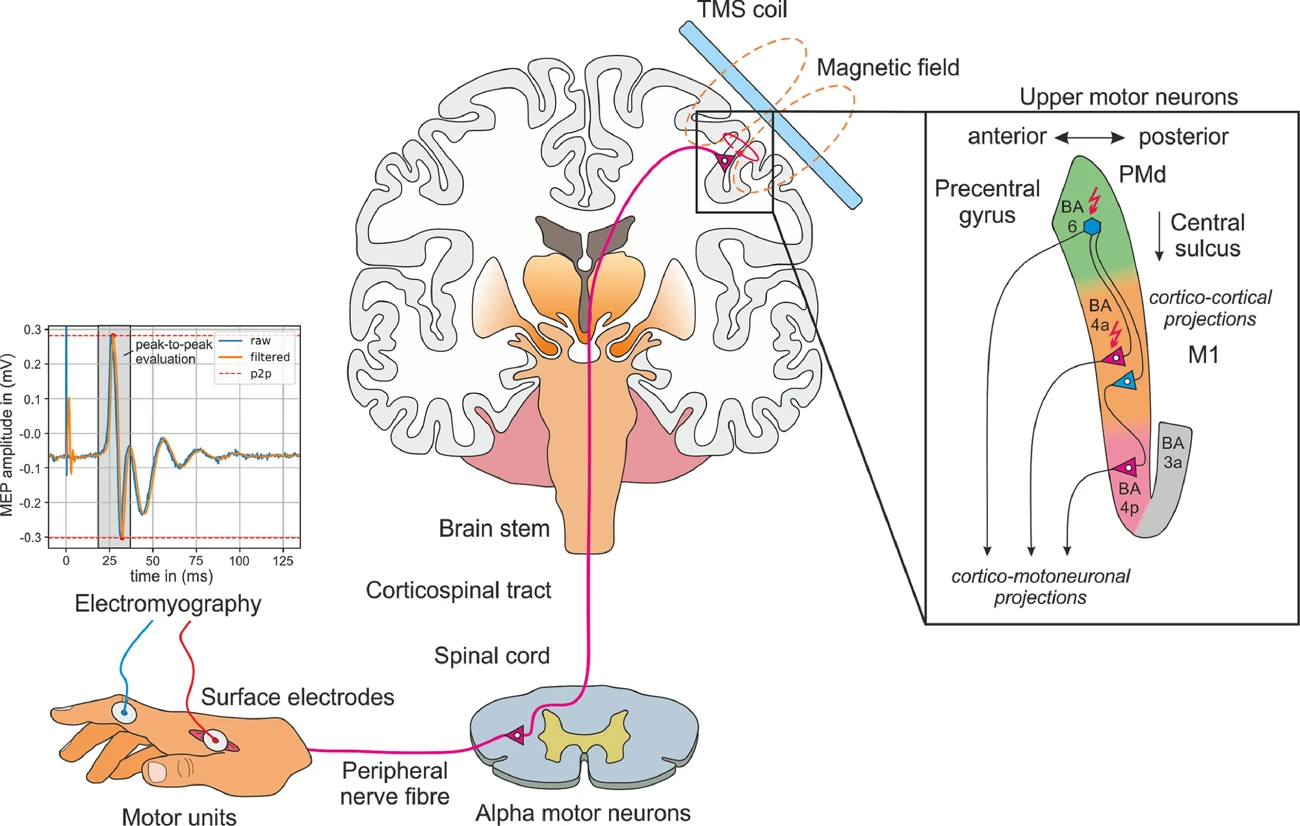 TMS coil
Magnetic field
Upper motor neurons
anterior
posterior
PMd
Precentral
gyrus
BA
6
Central
sulcus
BA
4a
cortico-cortical
projections
M1
BA
3a
BA
4p
cortico-motoneuronal
projections
0.3
0.2
0.1
-0.0
-0.1
-0.2
-0.3
MEP amplitude in (mV)
peak-to-peak
evaluation
raw
filtered
p2p
0
25
50
75
100
125
time in (ms)
Electromyography
Brain stem
Corticospinal tract
Spinal cord
Surface electrodes
Peripheral
nerve fibre
Motor units
Alpha motor neurons